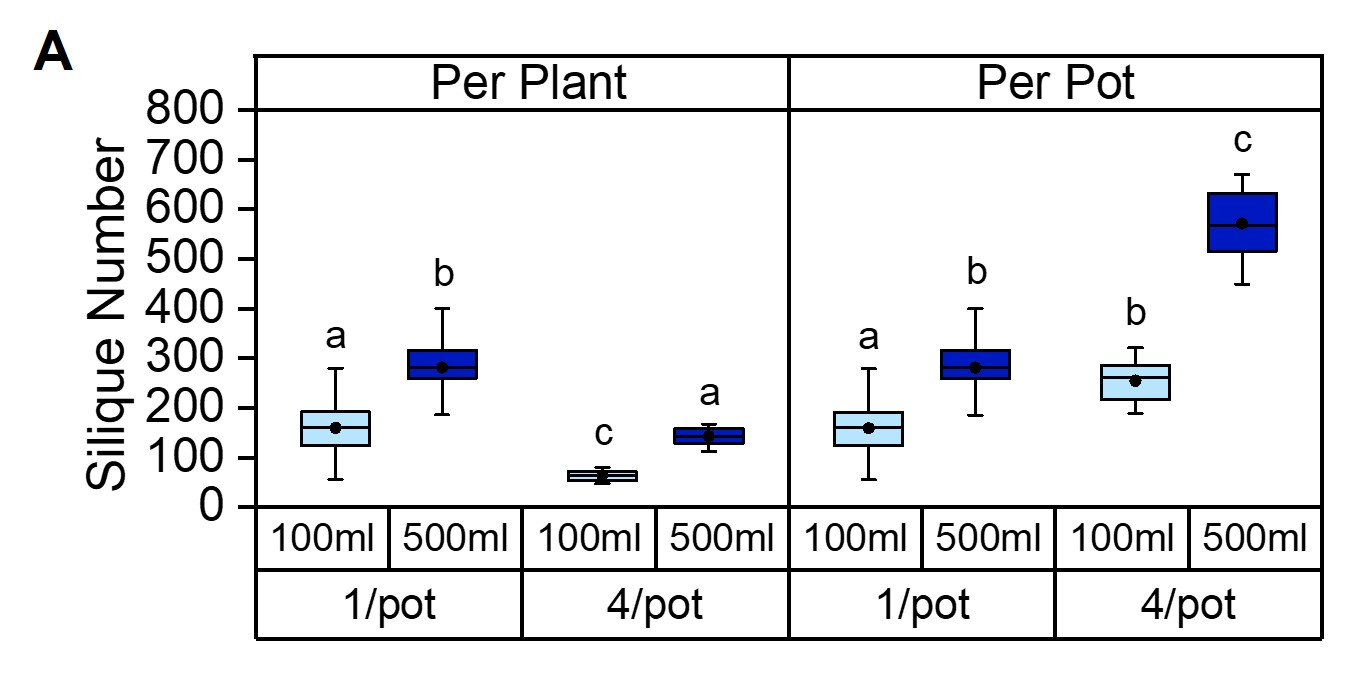 A
Per Plant Per Pot
Silique Number
800
700
600
500
400
300
200
100
0
a b c a a b b c
100ml 500ml 100ml 500ml 100ml 500ml 100ml 500ml
1/pot 4/pot 1/pot 4/pot